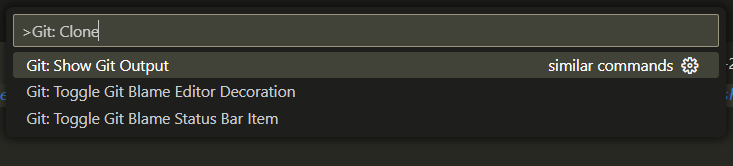 >Git: Clone
Git: Show Git Output similar commands
Git: Toggle Git Blame Editor Decoration
Git: Toggle Git Blame Status Bar Item